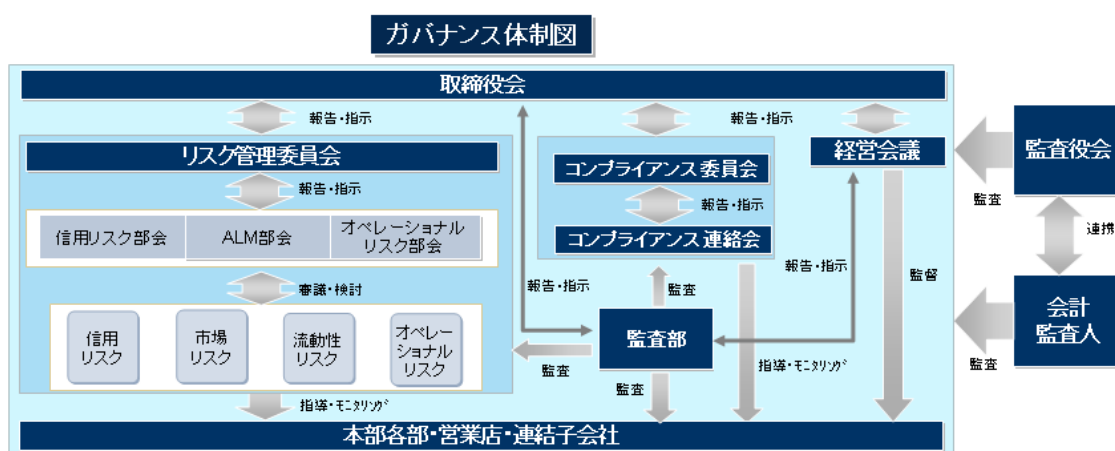 ガバナンス体制図
取締役会
報告・指示
報告・指示
報告・指示
リスク管理委員会
報告・指示
信用リスク部会
ALM部会
オペレーショナル
リスク部会
審議・検討
信用
リスク
市場
リスク
流動性
リスク
オペレー
ショナル
リスク
指導・モニタリング
コンプライアンス委員会
報告・指示
コンプライアンス連絡会
経営会議
報告・指示
監査
報告・指示
監督
監査部
監査
監査
指導・モニタリング
本部各部・営業店・連結子会社
監査役会
監査
連携
会計
監査人
監査